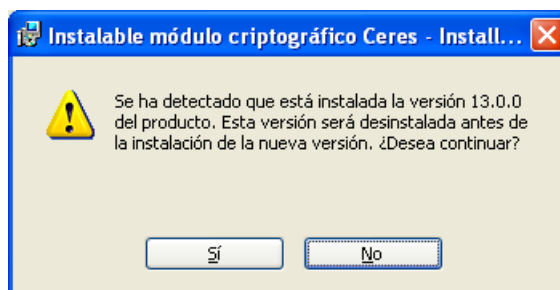 Instalable módulo criptográfico Ceres - Install...
Se ha detectado que está instalada la versión 13.0.0
del producto. Esta versión será desinstalada antes de
la instalación de la nueva versión. ¿Desea continuar?
Sí
No